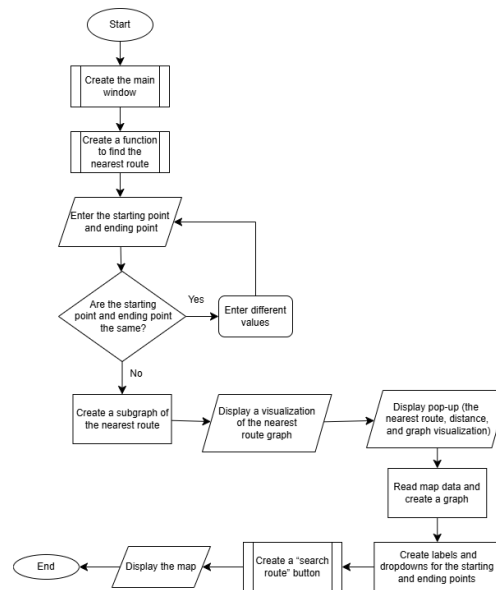 Start
Create the main
window
Create a function
to find the
nearest route
Enter the starting point
and ending point
Are the starting
point and ending point
the same?
Yes
Enter different
values
No
Create a subgraph of
the nearest route
Display a visualization
of the nearest
route graph
Display pop-up (the
nearest route, distance,
and graph visualization)
Read map data and
create a graph
Create labels and
dropdowns for the starting
and ending points
Create a “search
route” button
Display the map
End